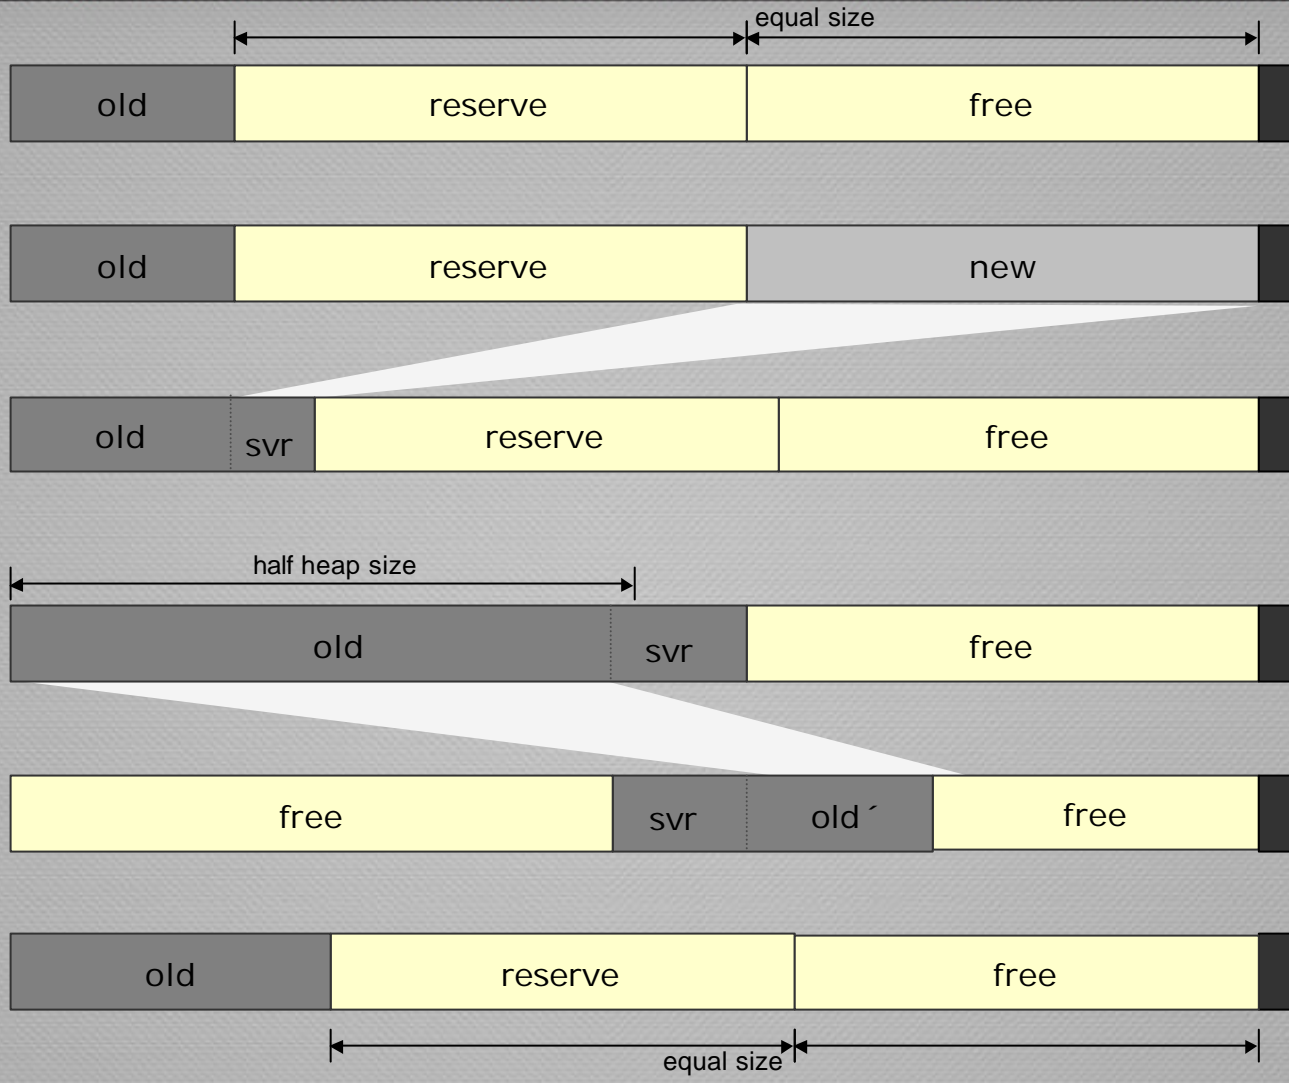 equal size
old reserve free
old reserve new
old svr reserve free
half heap size
old svr free
free svr old´ free
old reserve free
equal size